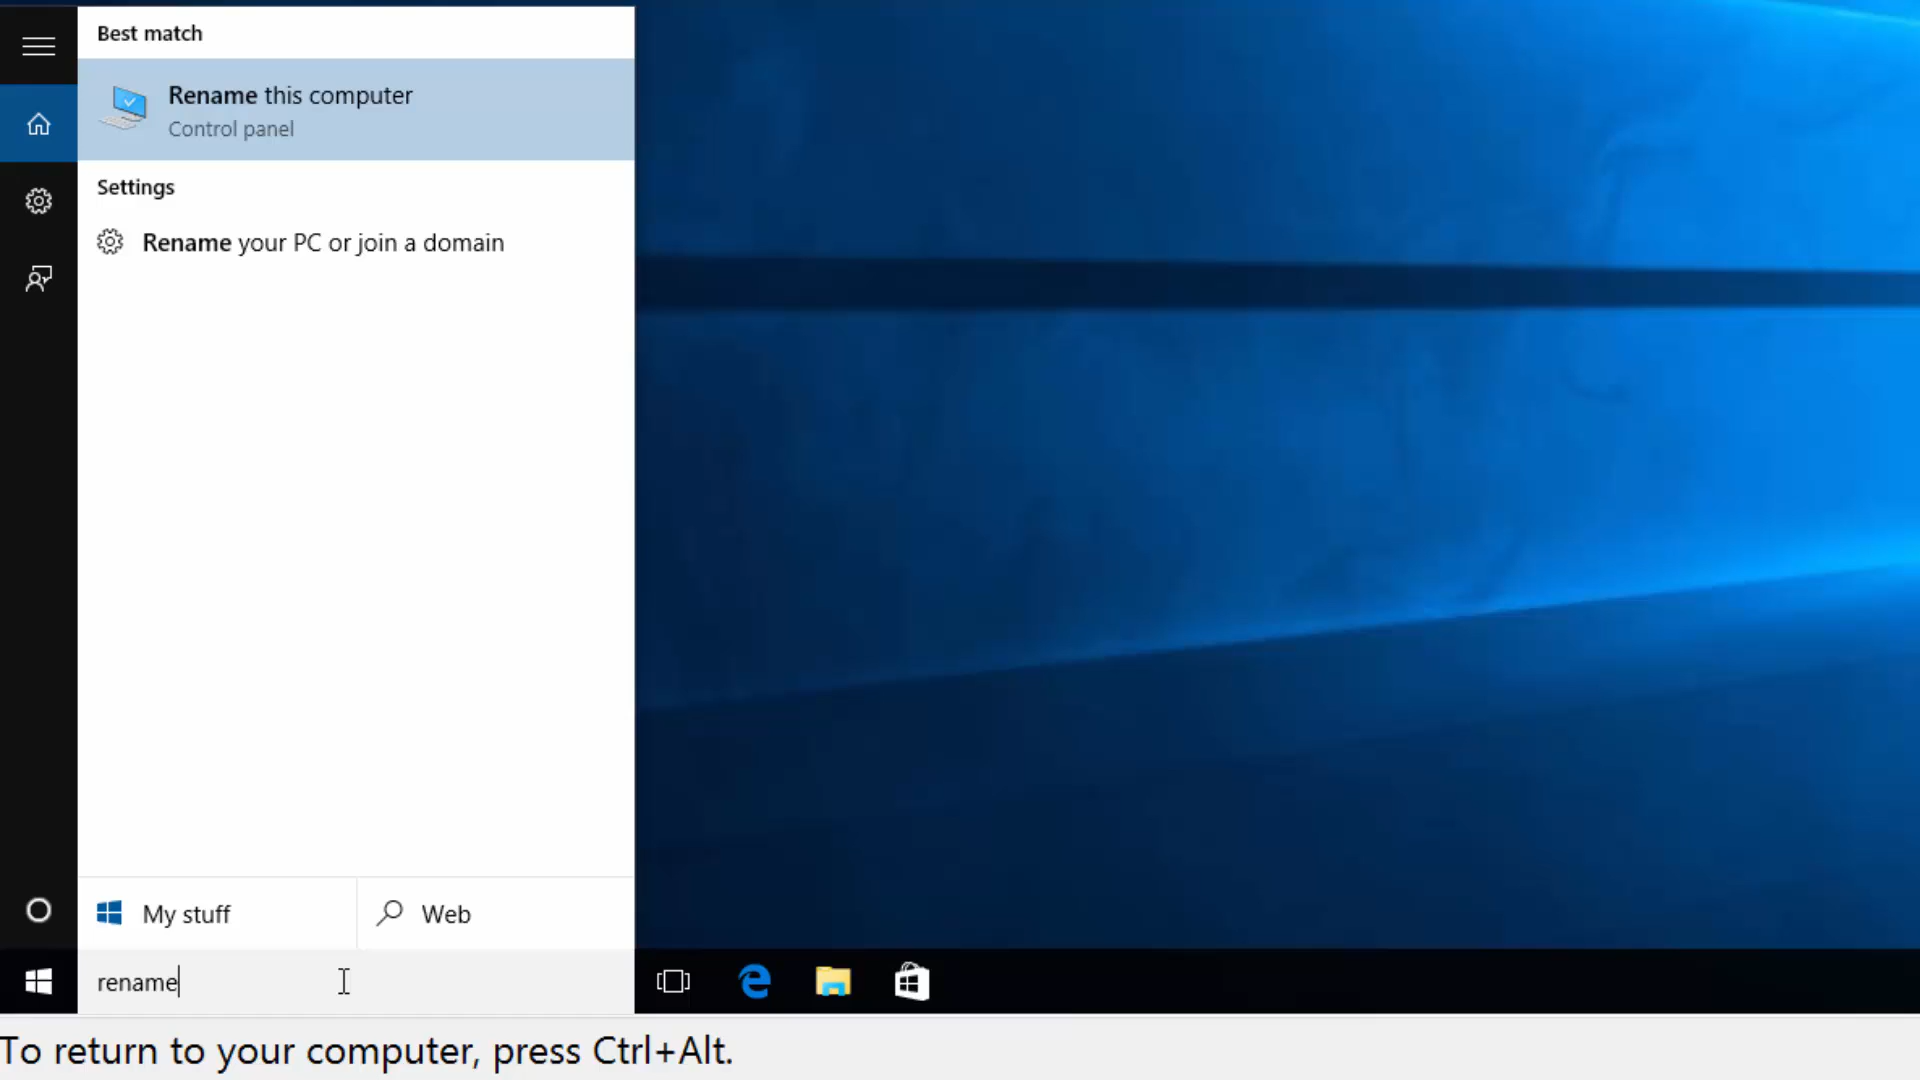 Best match
Rename this computer
Control panel
Settings
Rename your PC or join a domain
My stuff
Web
rename
To return to your computer, press Ctrl+Alt.